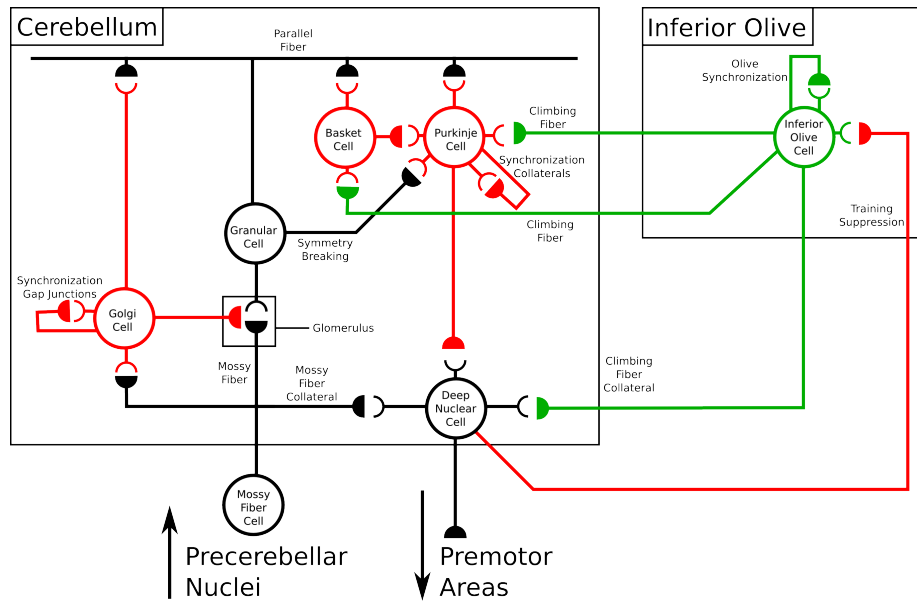 Cerebellum
Inferior Olive
Parallel
Fiber
Olive
Synchronization
Climbing
Fiber
Basket
Cell
Purkinje
Cell
Inferior
Olive
Cell
Synchronization
Collaterals
Training
Suppression
Climbing
Fiber
Granular
Cell
Symmetry
Breaking
Synchronization
Gap Junctions
Golgi
Cell
Glomerulus
Mossy
Fiber
Mossy
Fiber
Collateral
Climbing
Fiber
Collateral
Deep
Nuclear
Cell
Mossy
Fiber
Cell
Precerebellar
Nuclei
Premotor
Areas